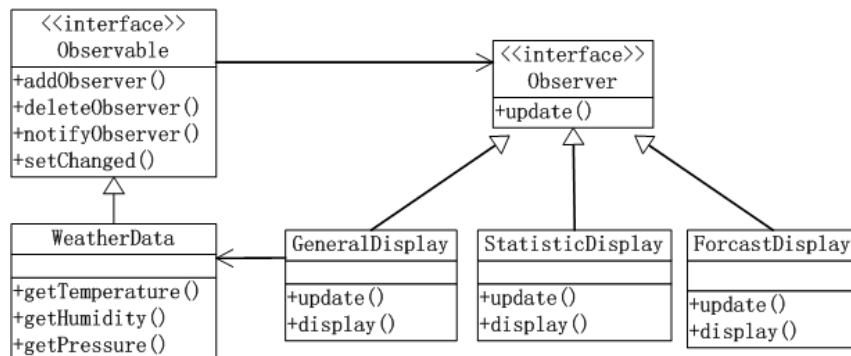 <<interface>>
Observable
+addObserver()
+deleteObserver()
+notifyObserver()
+setChanged()
<<interface>>
Observer
+update()
WeatherData
+getTemperature()
+getHumidity()
+getPressure()
GeneralDisplay
+update()
+display()
StatisticDisplay
+update()
+display()
ForcastDisplay
+update()
+display()